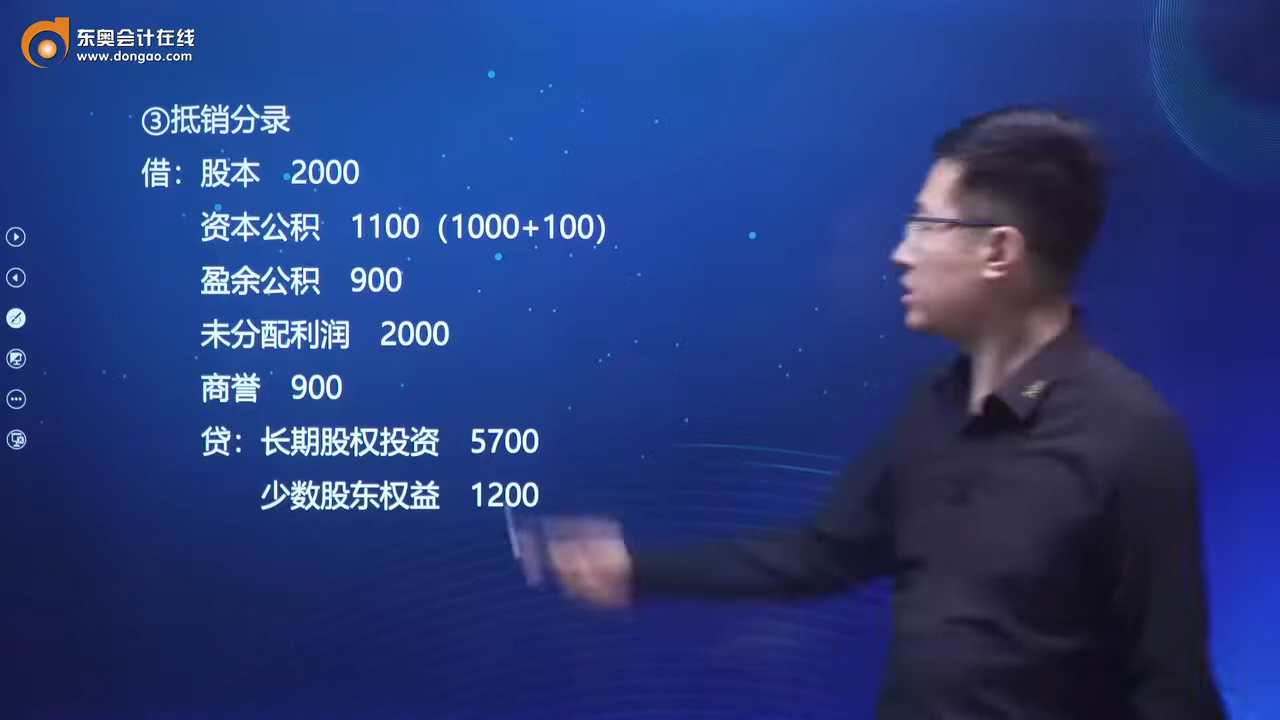 东奥会计在线
www.dongao.com
③抵销分录
借：股本 2000
资本公积 1100（1000+100）
盈余公积 900
未分配利润 2000
商誉 900
贷：长期股权投资 5700
少数股东权益 1200